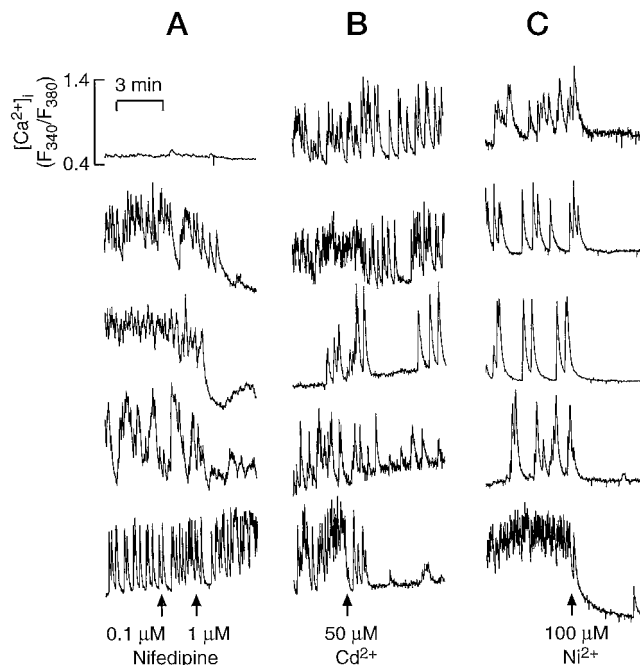 A B C
1.4
3 min
[Ca²⁺]ᵢ
(F₃₄₀/F₃₈₀)
0.4
0.1 µM 1 µM 50 µM 100 µM
Nifedipine Cd²⁺ Ni²⁺